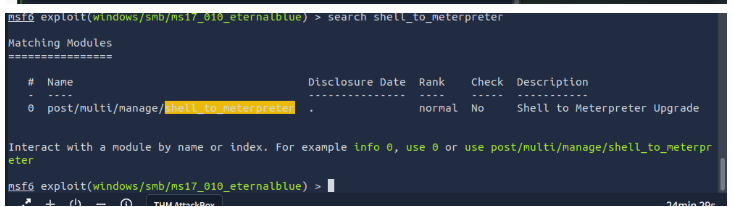 msf6 exploit(windows/smb/ms17_010_eternalblue) > search shell_to_meterpreter
Matching Modules
================
#  Name                                Disclosure Date  Rank    Check  Description
-  ----                                ---------------  ----    -----  -----------
0  post/multi/manage/shell_to_meterpreter  .                normal  No     Shell to Meterpreter Upgrade
Interact with a module by name or index. For example info 0, use 0 or use post/multi/manage/shell_to_meterpr
eter
msf6 exploit(windows/smb/ms17_010_eternalblue) >
THM AttackBox 24min 29s